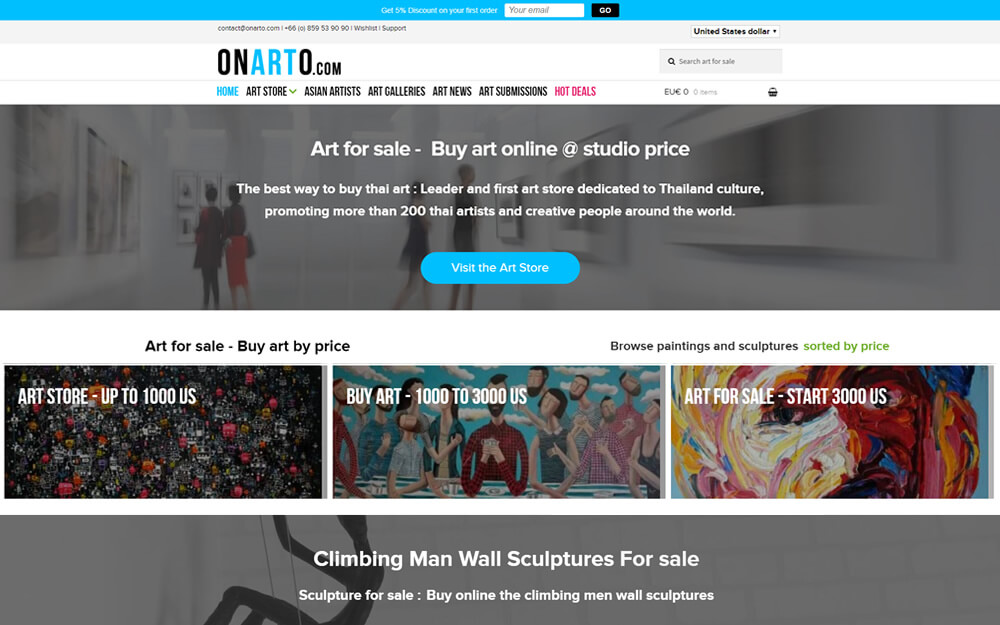 Get 5% Discount on your first order
Your email
GO
contact@onarto.com | +66 (0) 859 53 90 90 | Wishlist | Support
United States dollar
ONARTO.COM
Search art for sale
HOME ART STORE ASIAN ARTISTS ART GALLERIES ART NEWS ART SUBMISSIONS HOT DEALS
EU€ 0 0 items
Art for sale - Buy art online @ studio price
The best way to buy thai art : Leader and first art store dedicated to Thailand culture,
promoting more than 200 thai artists and creative people around the world.
Visit the Art Store
Art for sale - Buy art by price
Browse paintings and sculptures sorted by price
ART STORE - UP TO 1000 US
BUY ART - 1000 TO 3000 US
ART FOR SALE - START 3000 US
Climbing Man Wall Sculptures For sale
Sculpture for sale : Buy online the climbing men wall sculptures